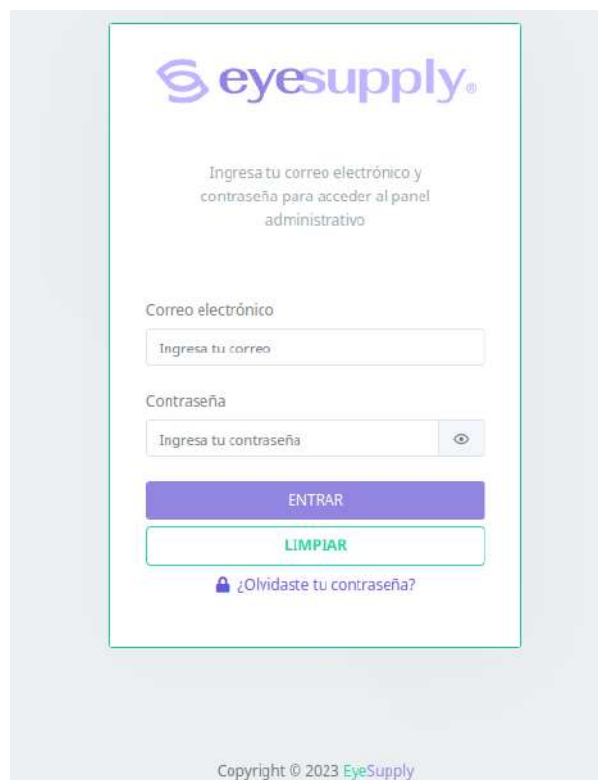 eyesupply®
Ingresa tu correo electrónico y
contraseña para acceder al panel
administrativo
Correo electrónico
Ingresa tu correo
Contraseña
Ingresa tu contraseña
ENTRAR
LIMPIAR
¿Olvidaste tu contraseña?
Copyright © 2023 EyeSupply